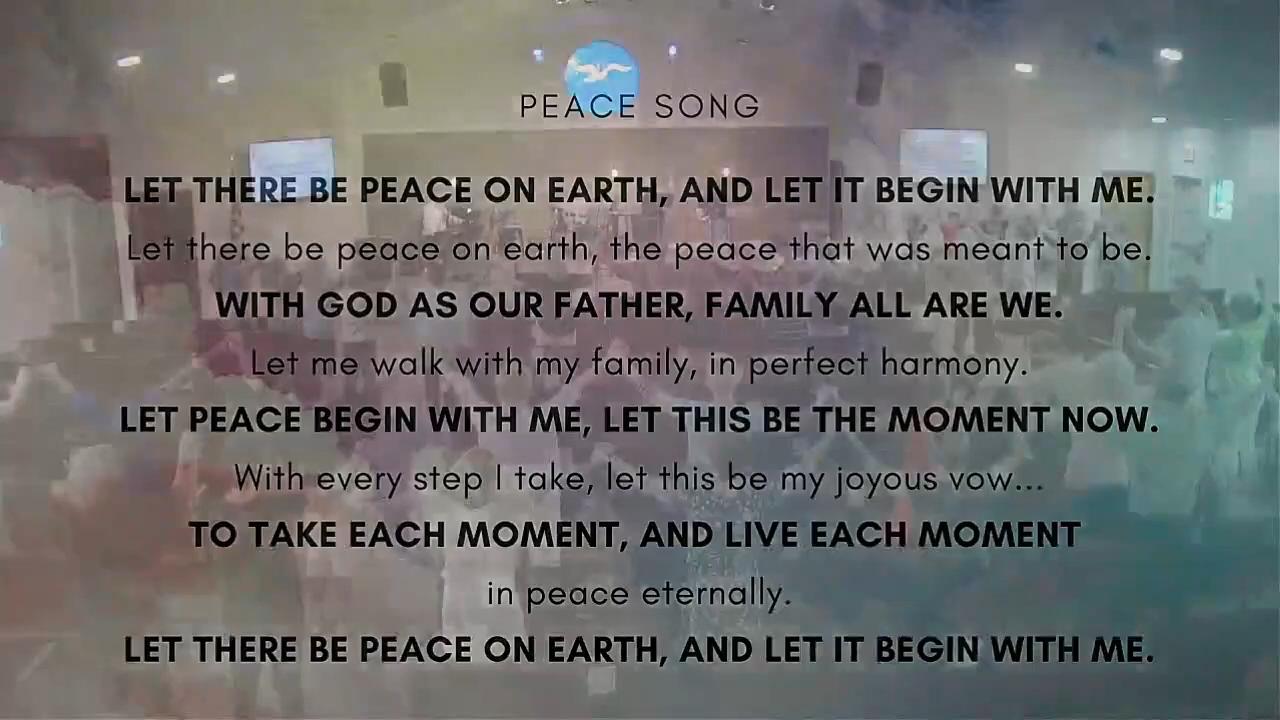 PEACE SONG
LET THERE BE PEACE ON EARTH, AND LET IT BEGIN WITH ME.
Let there be peace on earth, the peace that was meant to be.
WITH GOD AS OUR FATHER, FAMILY ALL ARE WE.
Let me walk with my family, in perfect harmony.
LET PEACE BEGIN WITH ME, LET THIS BE THE MOMENT NOW.
With every step I take, let this be my joyous vow...
TO TAKE EACH MOMENT, AND LIVE EACH MOMENT
in peace eternally.
LET THERE BE PEACE ON EARTH, AND LET IT BEGIN WITH ME.